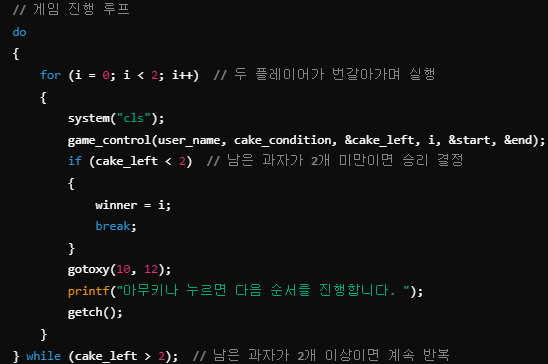 // 게임 진행 루프
do
{
    for (i = 0; i < 2; i++)  // 두 플레이어가 번갈아가며 실행
    {
        system("cls");
        game_control(user_name, cake_condition, &cake_left, i, &start, &end);
        if (cake_left < 2)  // 남은 과자가 2개 미만이면 승리 결정
        {
            winner = i;
            break;
        }
        gotoxy(10, 12);
        printf("아무키나 누르면 다음 순서를 진행합니다. ");
        getch();
    }
} while (cake_left > 2);  // 남은 과자가 2개 이상이면 계속 반복